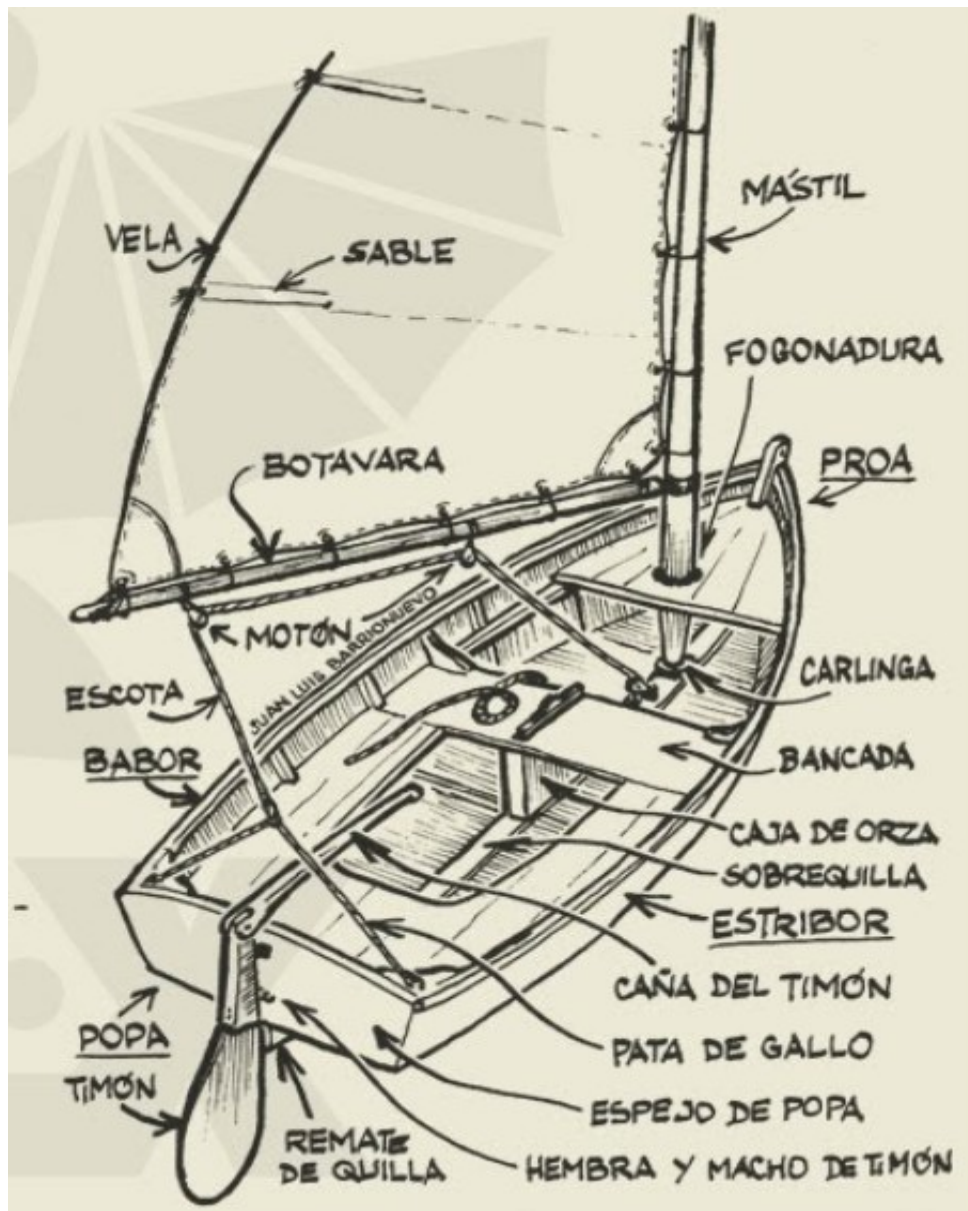 MÁSTIL
VELA
SABLE
FOGONADURA
BOTAVARA
PROA
MOTÓN
JUAN LUIS BARRIONUEVO
ESCOTA
CARLINGA
BABOR
BANCADA
CAJA DE ORZA
SOBREQUILLA
ESTRIBOR
CAÑA DEL TIMÓN
POPA
PATA DE GALLO
TIMÓN
ESPEJO DE POPA
REMATE
DE QUILLA
HEMBRA Y MACHO DE TIMÓN